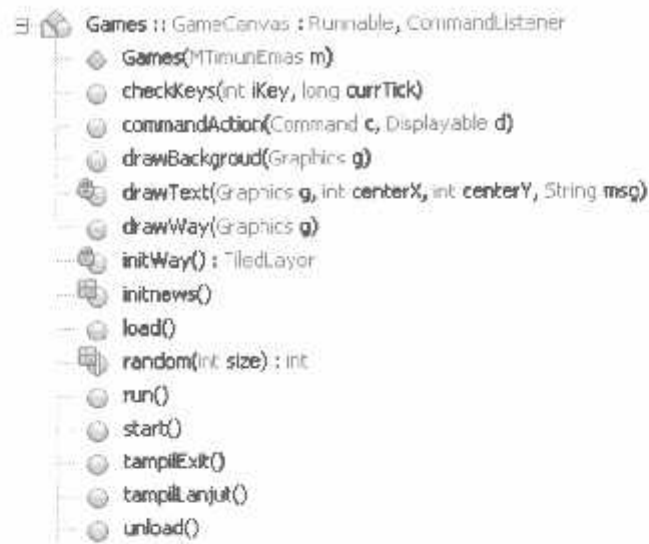 Games :: GameCanvas : Runnable, CommandListener
Games(MTimunEmas m)
checkKeys(int iKey, long currTick)
commandAction(Command c, Displayable d)
drawBackgroud(Graphics g)
drawText(Graphics g, int centerX, int centerY, String msg)
drawWay(Graphics g)
initWay() : TiledLayer
initnews()
load()
random(int size) : int
run()
start()
tampilExit()
tampilLanjut()
unload()